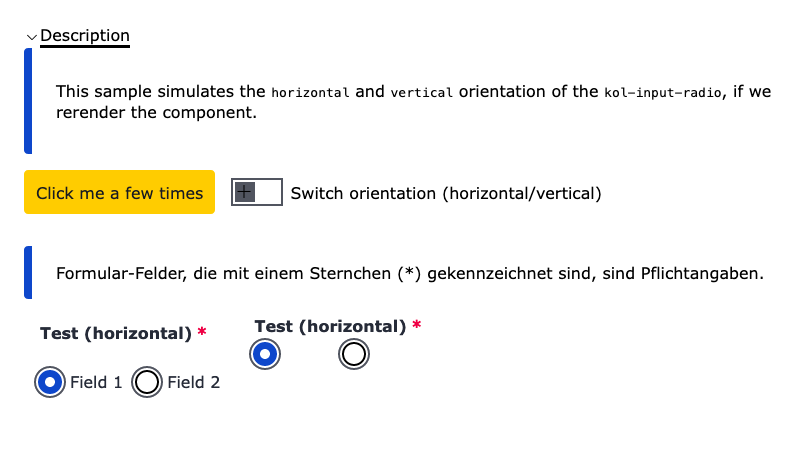 Description
This sample simulates the horizontal and vertical orientation of the kol-input-radio, if we
rerender the component.
Click me a few times
Switch orientation (horizontal/vertical)
Formular-Felder, die mit einem Sternchen (*) gekennzeichnet sind, sind Pflichtangaben.
Test (horizontal) *
Field 1 Field 2
Test (horizontal) *